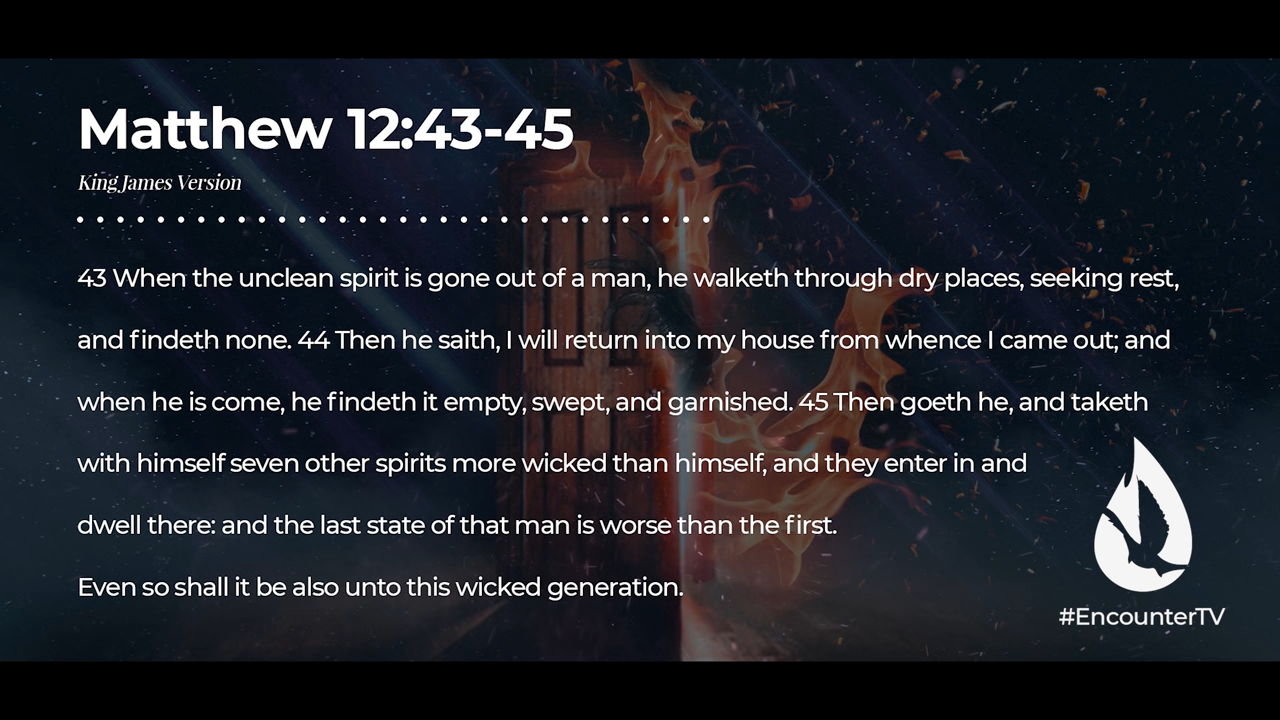 Matthew 12:43-45
King James Version
43 When the unclean spirit is gone out of a man, he walketh through dry places, seeking rest,
and findeth none. 44 Then he saith, I will return into my house from whence I came out; and
when he is come, he findeth it empty, swept, and garnished. 45 Then goeth he, and taketh
with himself seven other spirits more wicked than himself, and they enter in and
dwell there: and the last state of that man is worse than the first.
Even so shall it be also unto this wicked generation.
#EncounterTV